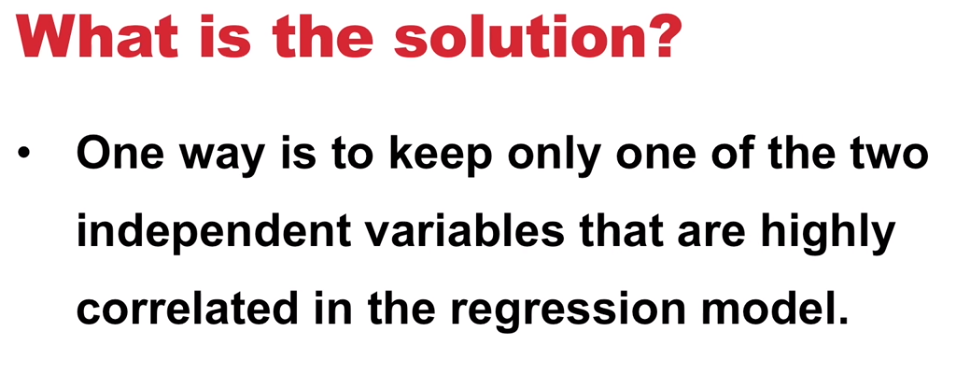 What is the solution?
• One way is to keep only one of the two
independent variables that are highly
correlated in the regression model.